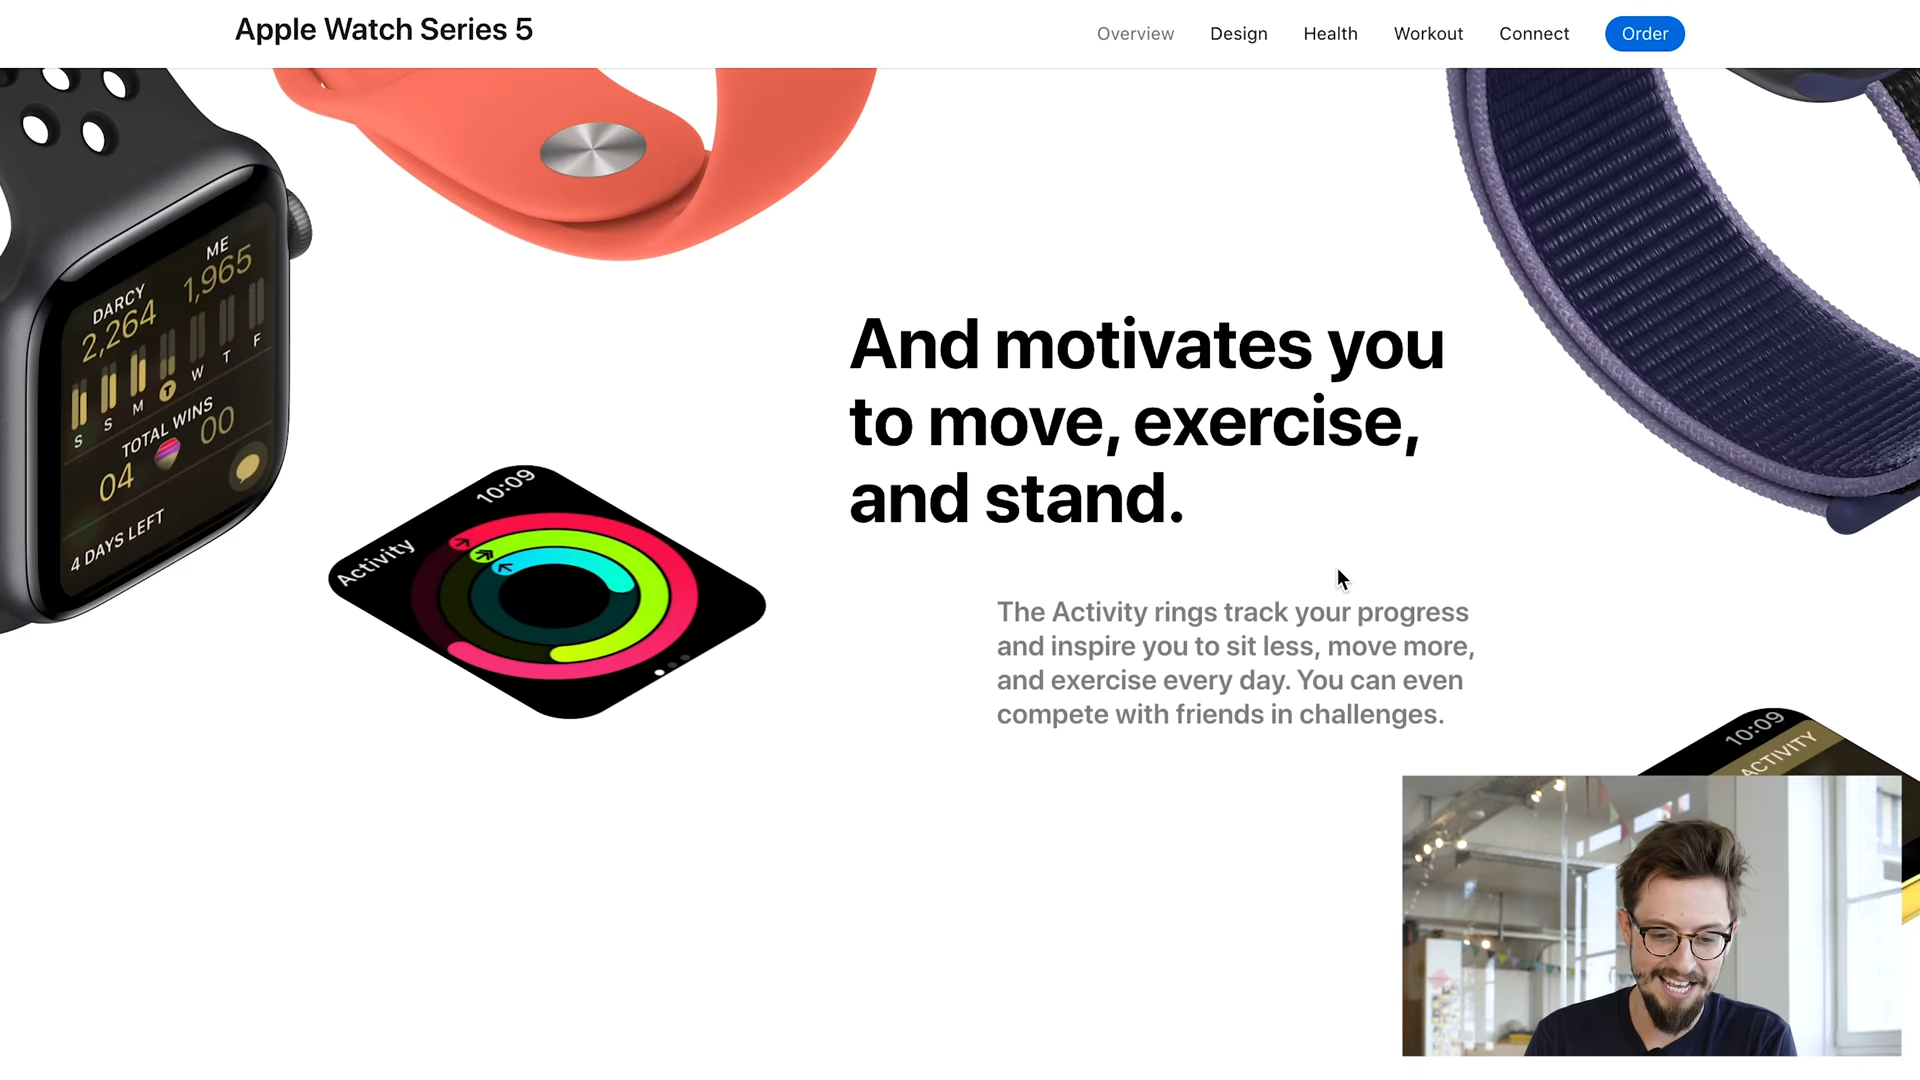 Apple Watch Series 5
Overview
Design
Health
Workout
Connect
Order
DARCY
2,264
ME
1,965
S
S
M
T
W
T
F
TOTAL WINS
04
00
4 DAYS LEFT
10:09
Activity
And motivates you
to move, exercise,
and stand.
The Activity rings track your progress
and inspire you to sit less, move more,
and exercise every day. You can even
compete with friends in challenges.
10:09
ACTIVITY